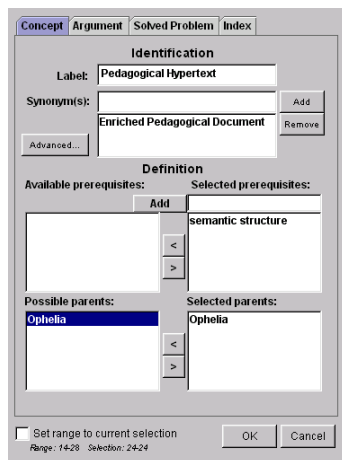 Concept Argument Solved Problem Index
Identification
Label: Pedagogical Hypertext
Synonym(s): Add
Enriched Pedagogical Document Remove
Advanced...
Definition
Available prerequisites: Selected prerequisites:
Add
semantic structure
<
>
Possible parents: Selected parents:
Ophelia Ophelia
<
>
Set range to current selection OK Cancel
Range: 14-28 Selection: 24-24